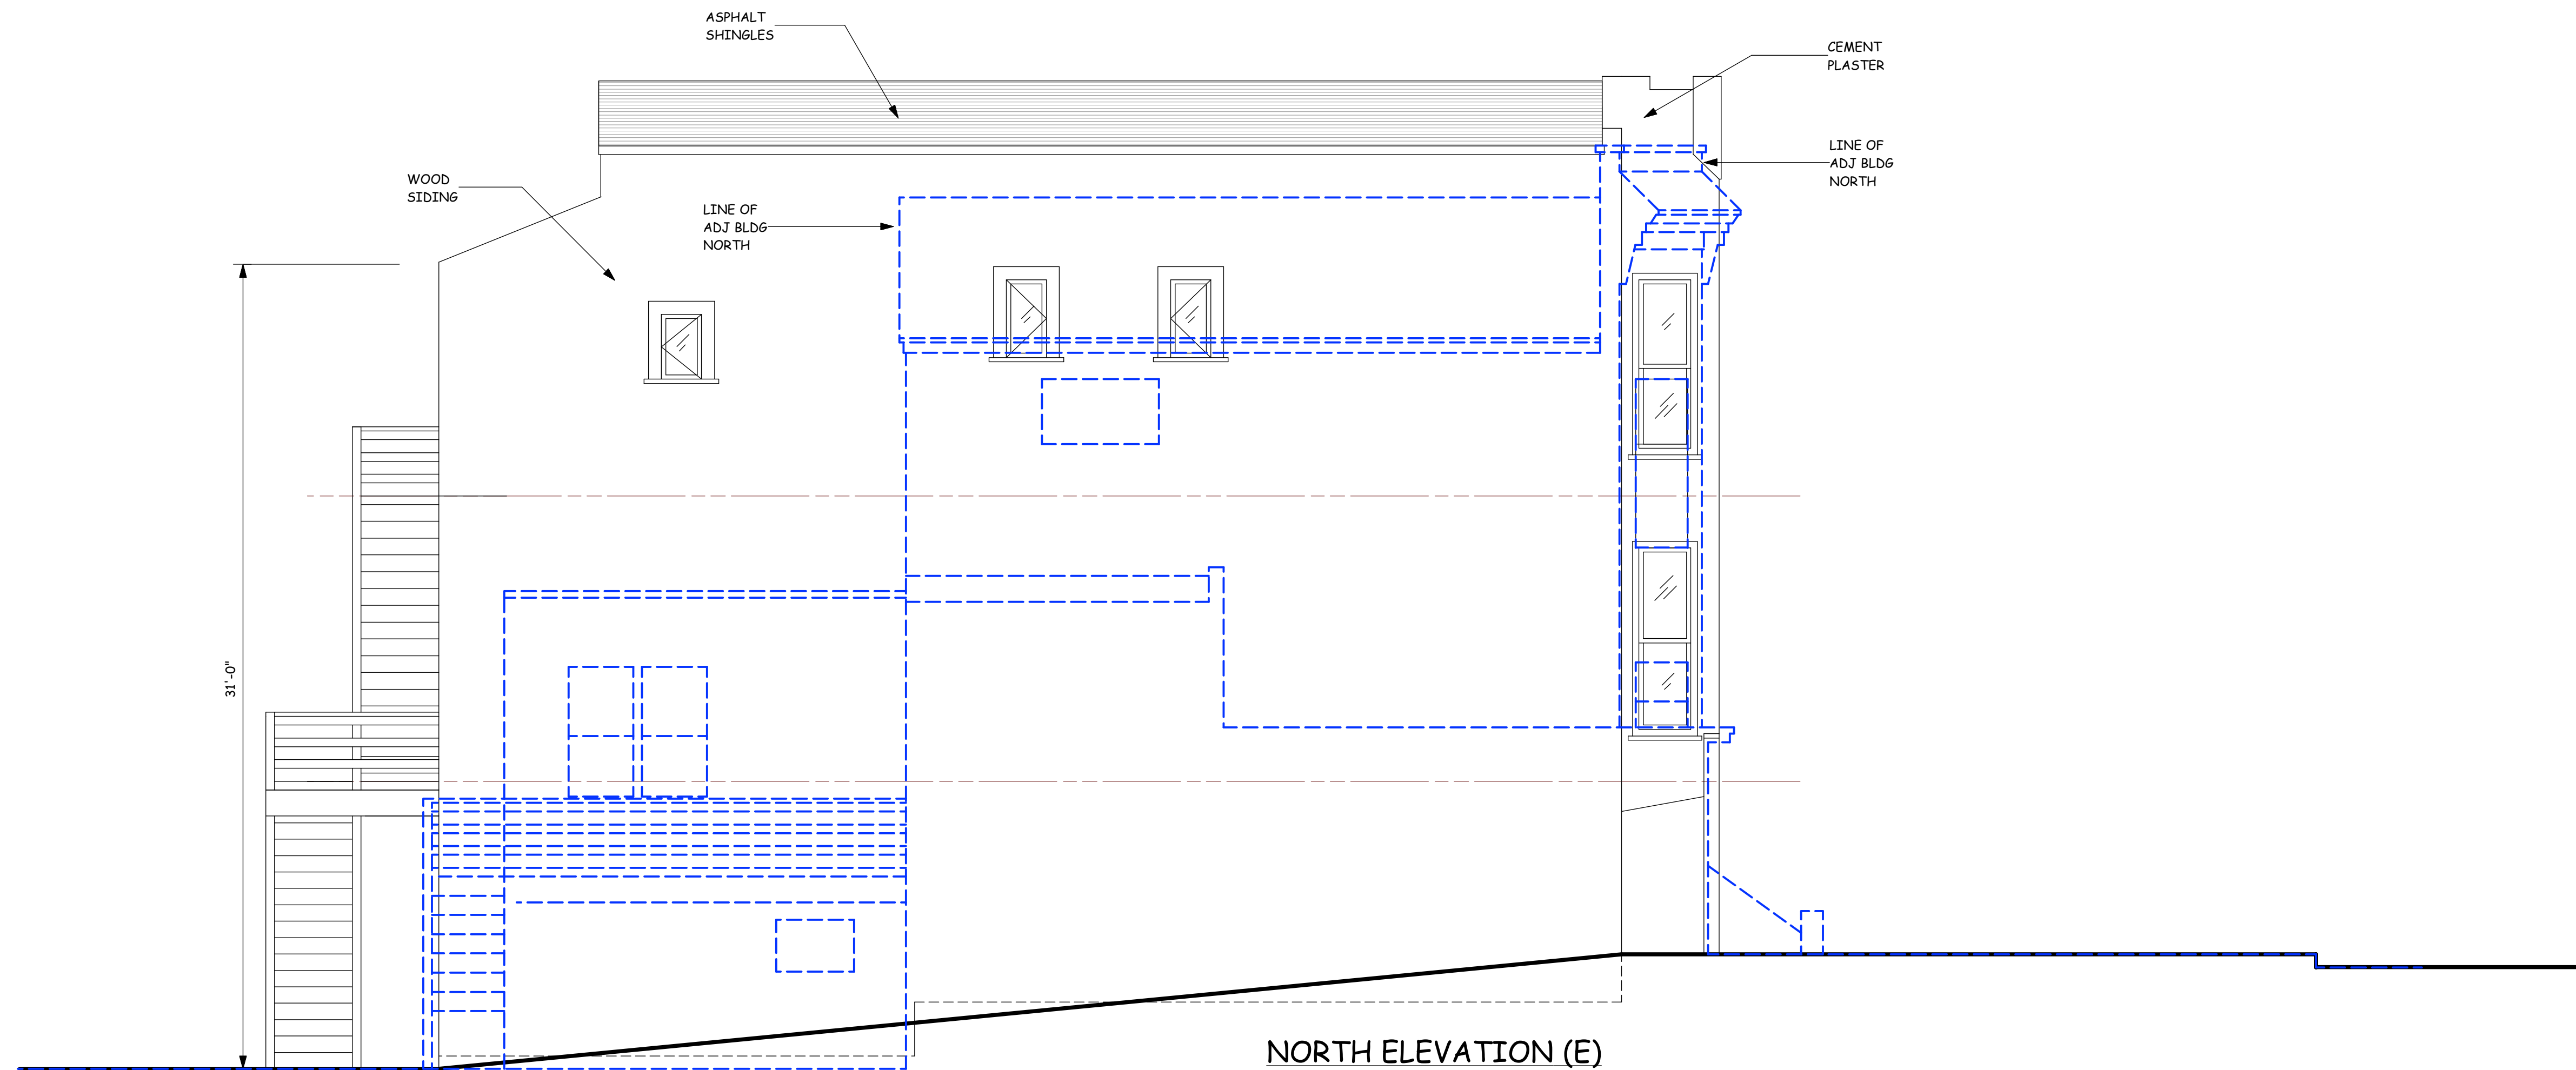 ASPHALT
SHINGLES
CEMENT
PLASTER
LINE OF
ADJ BLDG
NORTH
WOOD
SIDING
LINE OF
ADJ BLDG
NORTH
31'-0"
NORTH ELEVATION (E)